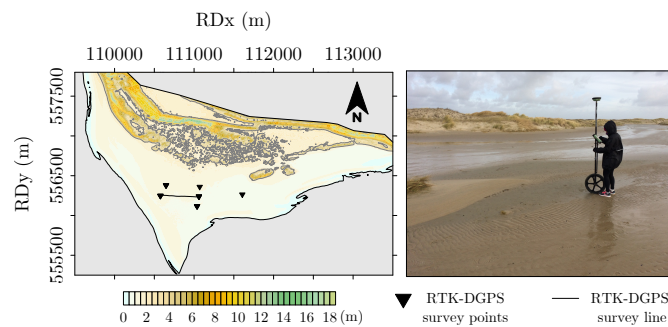 RDx (m)
110000 111000 112000 113000
RDy (m)
557500
556500
555500
N
0 2 4 6 8 10 12 14 16 18 (m)
RTK-DGPS
survey points
RTK-DGPS
survey line